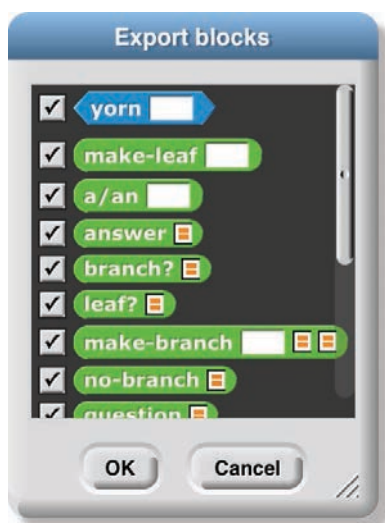 Export blocks
yorn
make-leaf
a/an
answer
branch?
leaf?
make-branch
no-branch
question
OK
Cancel